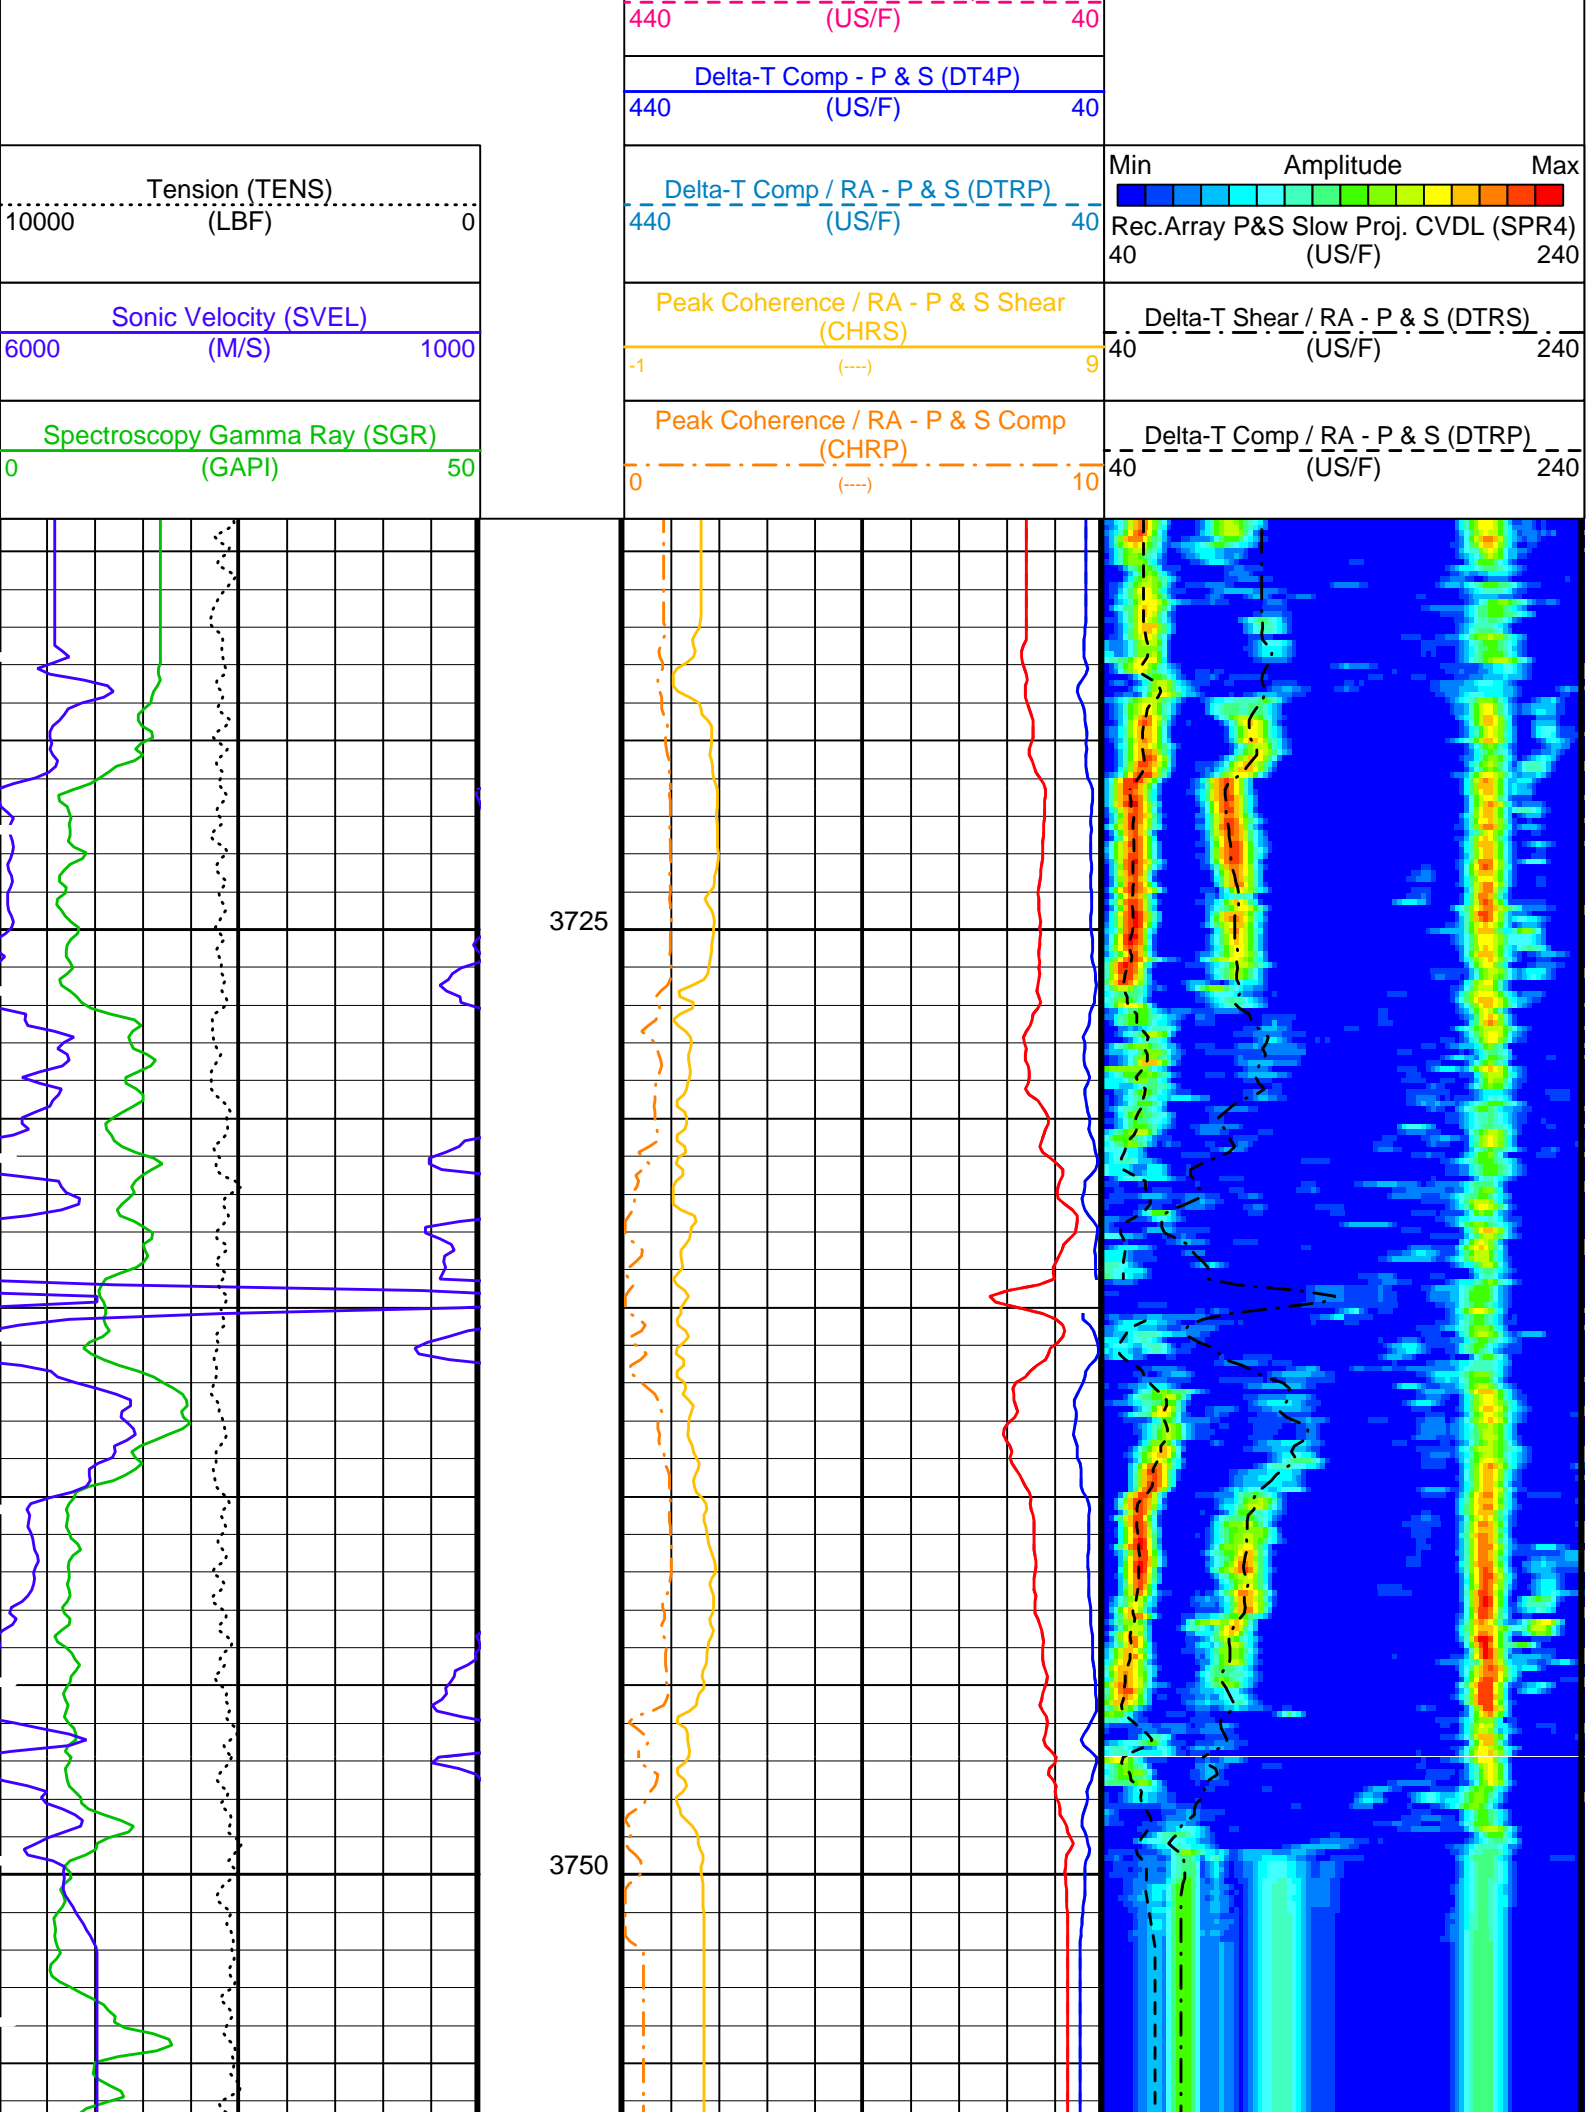 440 (US/F) 40
Delta-T Comp - P & S (DT4P)
440 (US/F) 40
Tension (TENS)
10000 (LBF) 0
Sonic Velocity (SVEL)
6000 (M/S) 1000
Spectroscopy Gamma Ray (SGR)
0 (GAPI) 50
Delta-T Comp / RA - P & S (DTRP)
440 (US/F) 40
Peak Coherence / RA - P & S Shear
(CHRS)
-1 (----) 9
Peak Coherence / RA - P & S Comp
(CHRP)
0 (----) 10
Min Amplitude Max
Rec.Array P&S Slow Proj. CVDL (SPR4)
40 (US/F) 240
Delta-T Shear / RA - P & S (DTRS)
40 (US/F) 240
Delta-T Comp / RA - P & S (DTRP)
40 (US/F) 240
3725
3750